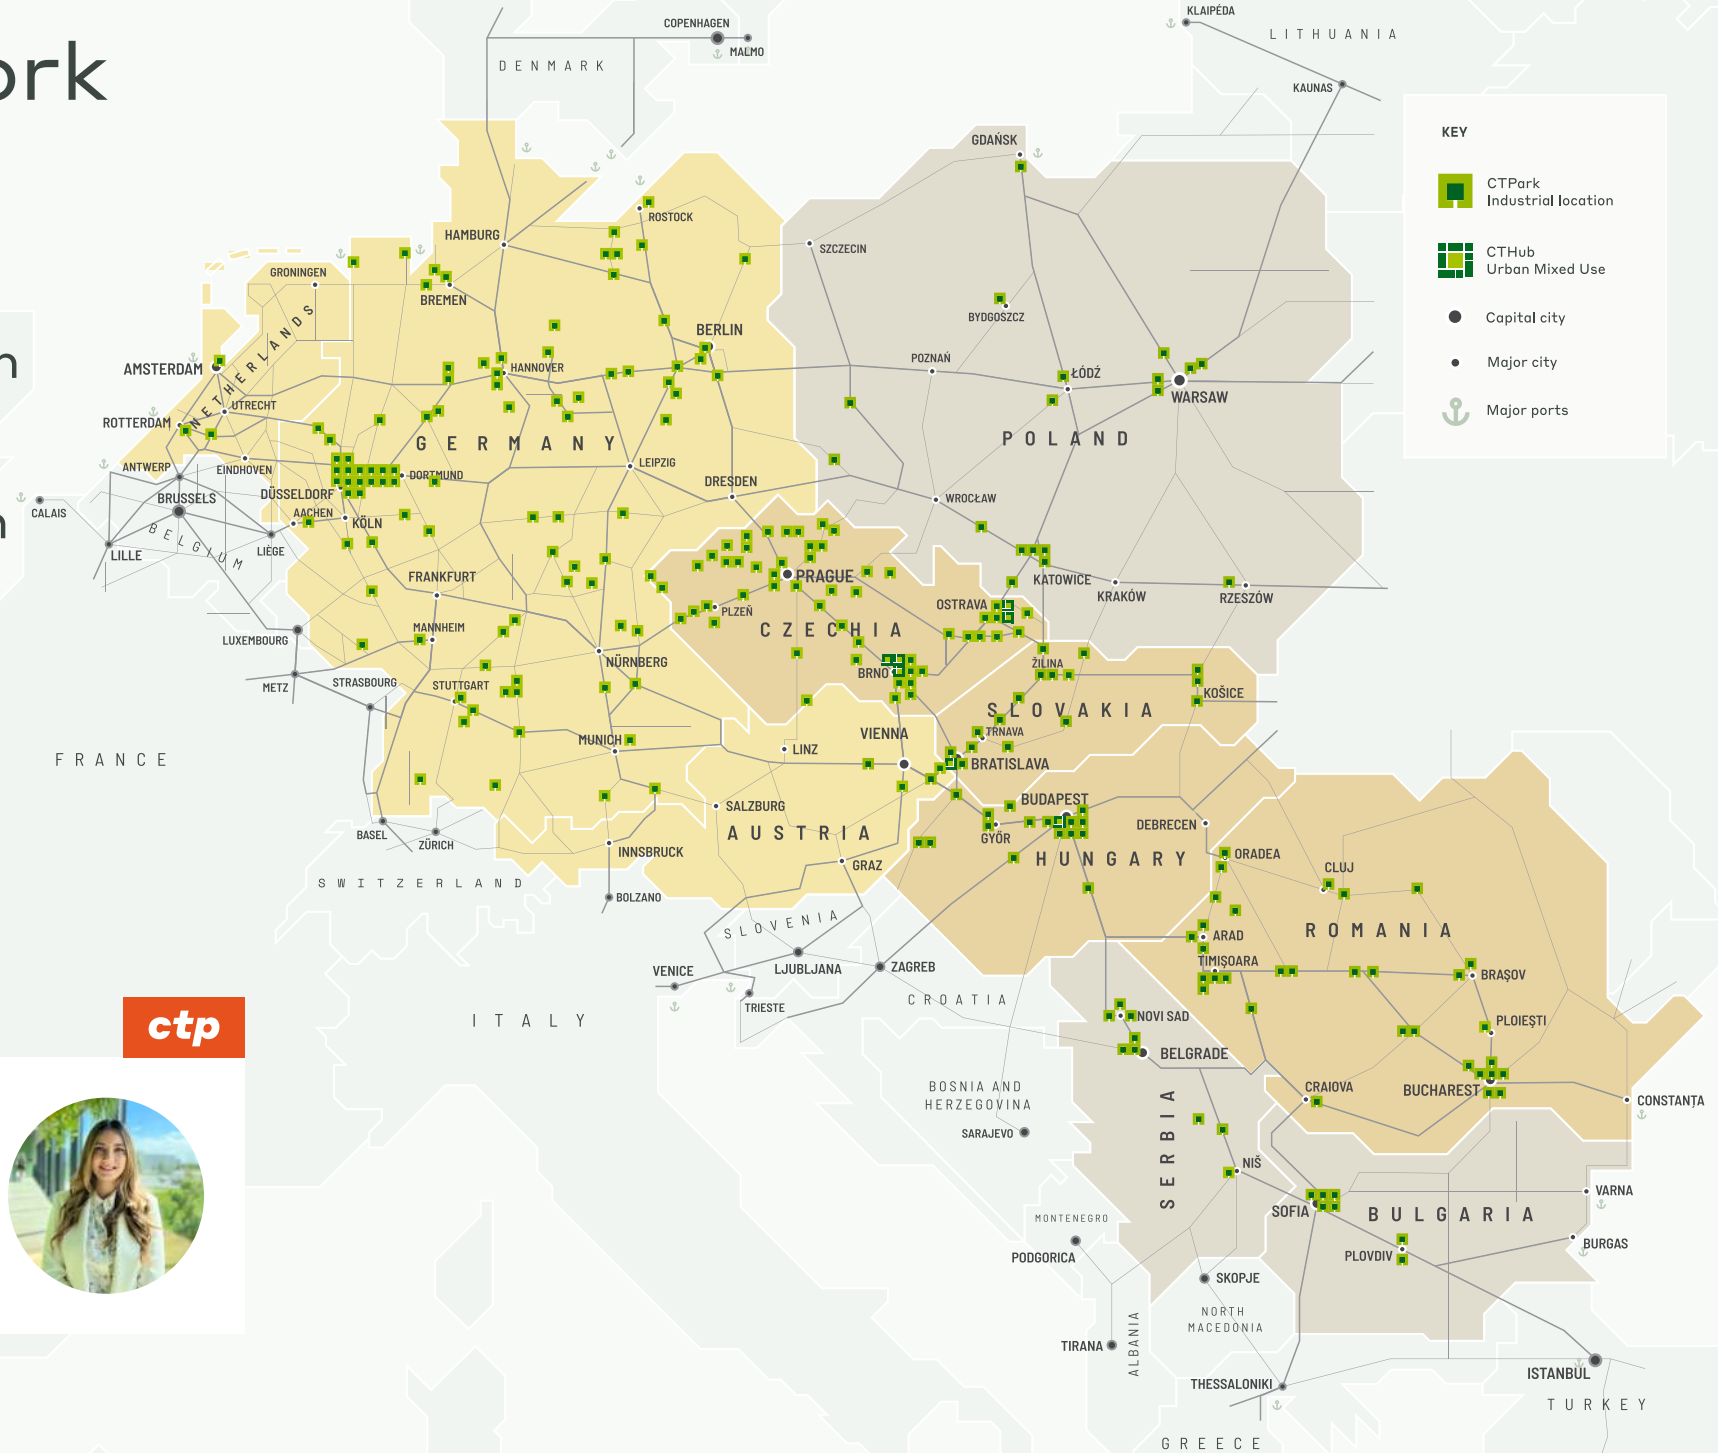 ork
n
n
COPENHAGEN
MALMO
DENMARK
KLAIPĖDA
LITHUANIA
KAUNAS
KEY
CTPark
Industrial location
CTHub
Urban Mixed Use
Capital city
Major city
Major ports
GDAŃSK
ROSTOCK
HAMBURG
SZCZECIN
GRONINGEN
BREMEN
BYDGOSZCZ
BERLIN
AMSTERDAM
NETHERLANDS
HANNOVER
POZNAŃ
ŁÓDŹ
WARSAW
UTRECHT
ROTTERDAM
GERMANY
POLAND
ANTWERP
EINDHOVEN
DORTMUND
LEIPZIG
DRESDEN
BRUSSELS
DÜSSELDORF
WROCŁAW
CALAIS
AACHEN
KÖLN
BELGIUM
LILLE
LIÈGE
FRANKFURT
PRAGUE
KATOWICE
KRAKÓW
RZESZÓW
OSTRAVA
PLZEŇ
CZECHIA
MANNHEIM
LUXEMBOURG
NÜRNBERG
BRNO
ŽILINA
KOŠICE
METZ
STRASBOURG
STUTTGART
SLOVAKIA
VIENNA
TRNAVA
MUNICH
LINZ
BRATISLAVA
FRANCE
SALZBURG
BUDAPEST
AUSTRIA
DEBRECEN
BASEL
ZÜRICH
GYÖR
INNSBRUCK
HUNGARY
ORADEA
GRAZ
CLUJ
SWITZERLAND
BOLZANO
SLOVENIA
ROMANIA
ARAD
TIMIŞOARA
VENICE
LJUBLJANA
ZAGREB
BRAŞOV
CROATIA
TRIESTE
NOVI SAD
PLOIEŞTI
ITALY
ctp
BELGRADE
BOSNIA AND
HERZEGOVINA
CRAIOVA
BUCHAREST
CONSTANȚA
SARAJEVO
SERBIA
NIŠ
VARNA
SOFIA
BULGARIA
MONTENEGRO
PODGORICA
PLOVDIV
BURGAS
SKOPJE
NORTH
MACEDONIA
TIRANA
ALBANIA
THESSALONIKI
ISTANBUL
TURKEY
GREECE